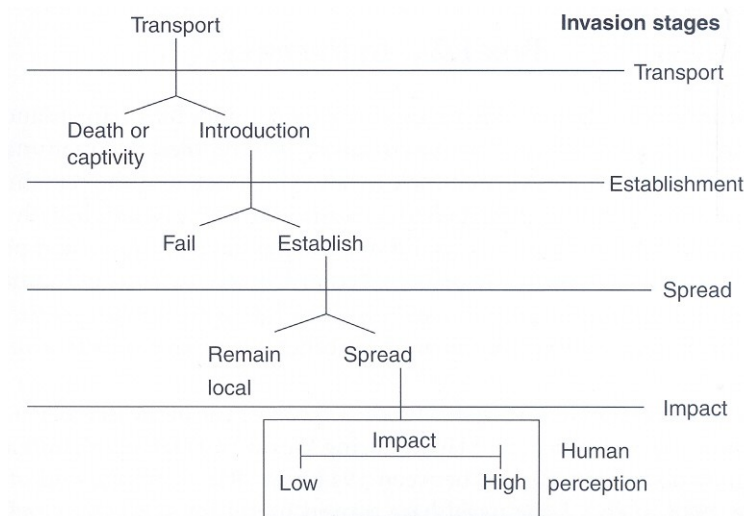 Transport
Invasion stages
Transport
Death or
captivity
Introduction
Establishment
Fail
Establish
Spread
Remain
local
Spread
Impact
Impact
Low
High
Human
perception